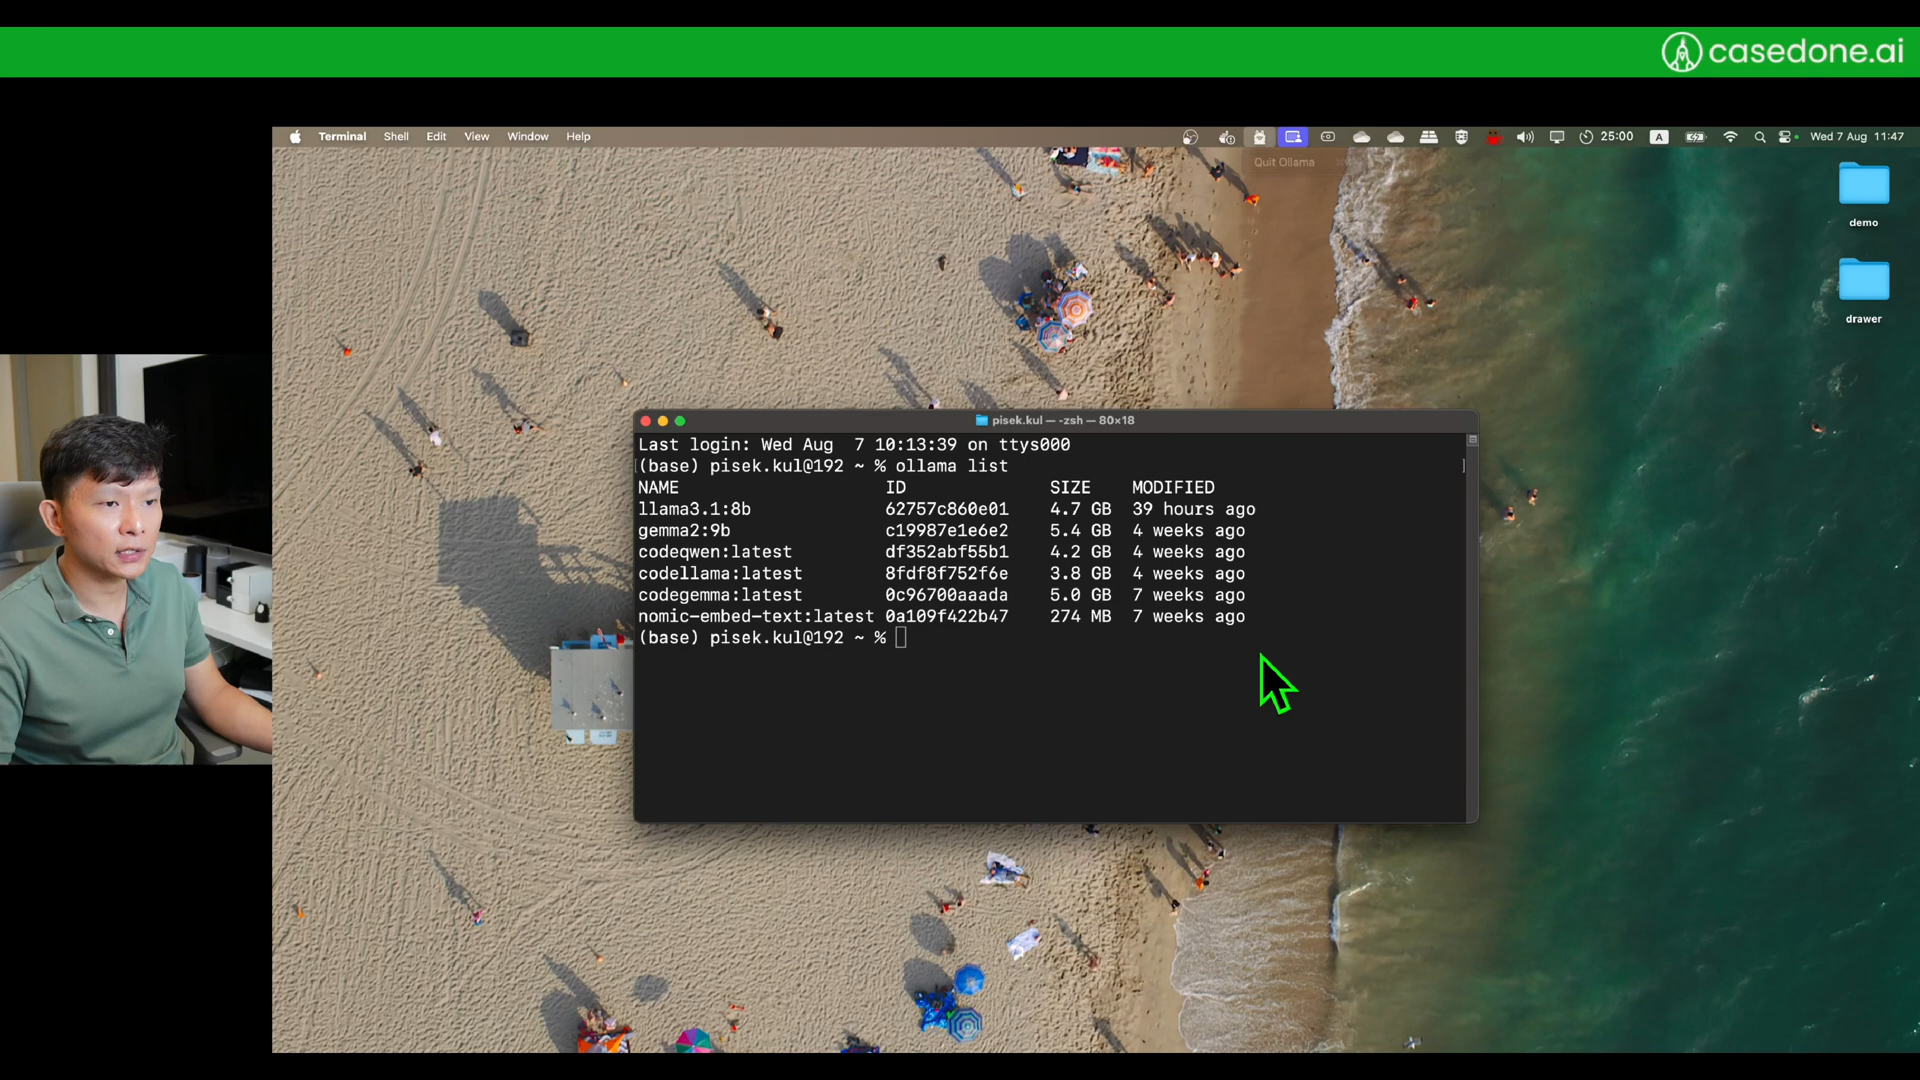 casedone.ai
Terminal Shell Edit View Window Help 25:00 A Wed 7 Aug 11:47
Quit Ollama
demo
drawer
pisek.kul — -zsh — 80×18
Last login: Wed Aug  7 10:13:39 on ttys000
(base) pisek.kul@192 ~ % ollama list
NAME ID SIZE MODIFIED
llama3.1:8b 62757c860e01 4.7 GB 39 hours ago
gemma2:9b c19987e1e6e2 5.4 GB 4 weeks ago
codeqwen:latest df352abf55b1 4.2 GB 4 weeks ago
codellama:latest 8fdf8f752f6e 3.8 GB 4 weeks ago
codegemma:latest 0c96700aaada 5.0 GB 7 weeks ago
nomic-embed-text:latest 0a109f422b47 274 MB 7 weeks ago
(base) pisek.kul@192 ~ %